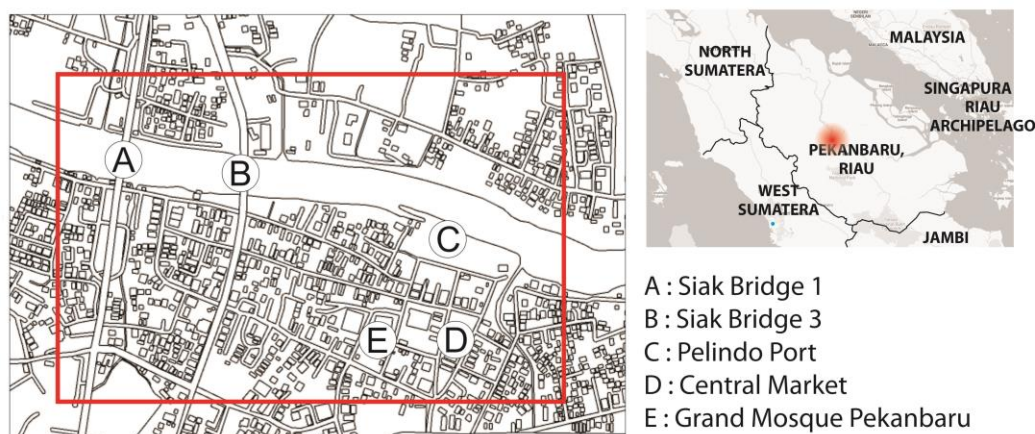 A
B
C
E
D
NORTH
SUMATERA
MALAYSIA
SINGAPURA
RIAU
ARCHIPELAGO
PEKANBARU,
RIAU
WEST
SUMATERA
JAMBI
A : Siak Bridge 1
B : Siak Bridge 3
C : Pelindo Port
D : Central Market
E : Grand Mosque Pekanbaru